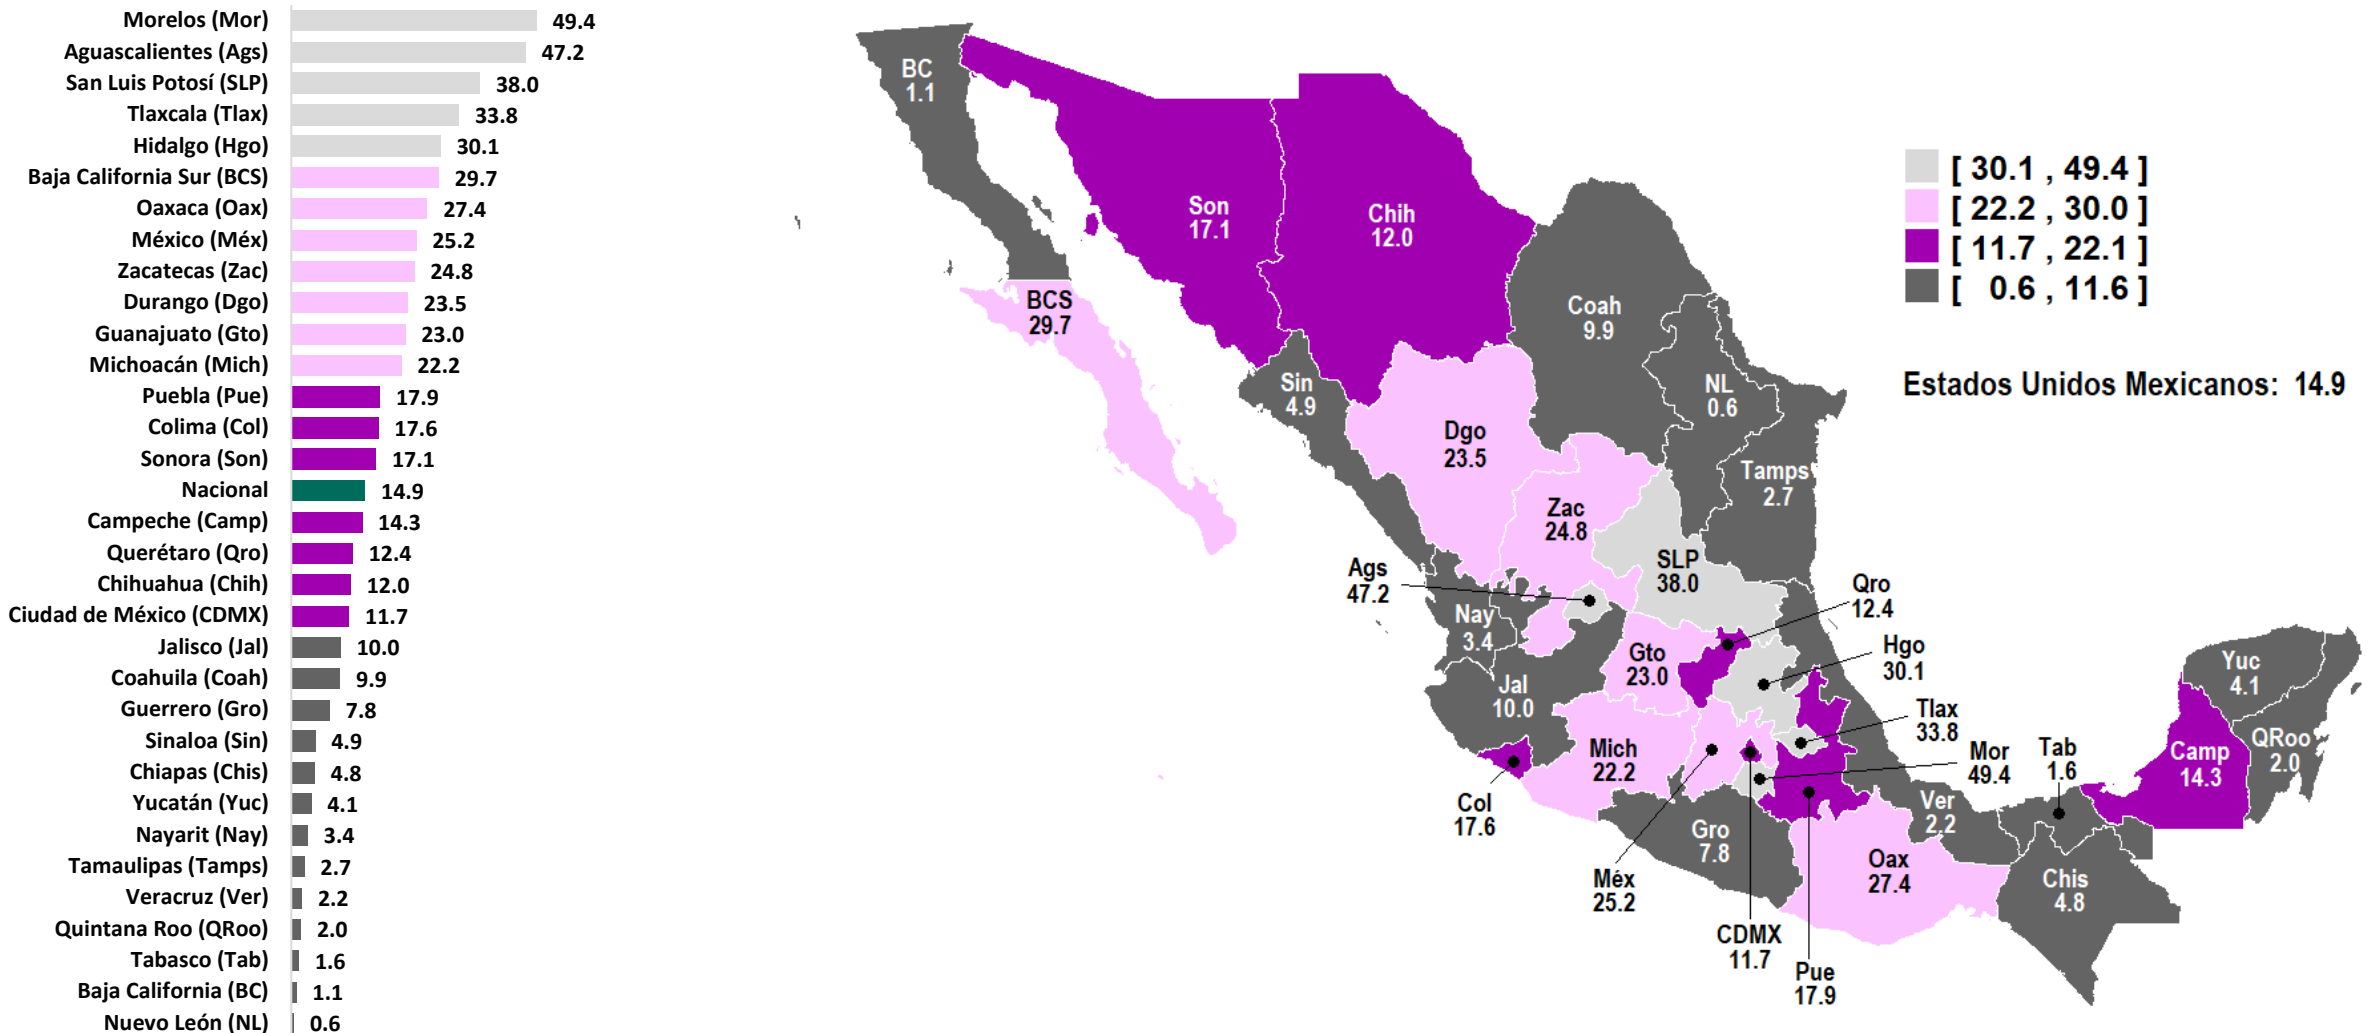 Morelos (Mor) 49.4
Aguascalientes (Ags) 47.2
San Luis Potosí (SLP) 38.0
Tlaxcala (Tlax) 33.8
Hidalgo (Hgo) 30.1
Baja California Sur (BCS) 29.7
Oaxaca (Oax) 27.4
México (Méx) 25.2
Zacatecas (Zac) 24.8
Durango (Dgo) 23.5
Guanajuato (Gto) 23.0
Michoacán (Mich) 22.2
Puebla (Pue) 17.9
Colima (Col) 17.6
Sonora (Son) 17.1
Nacional 14.9
Campeche (Camp) 14.3
Querétaro (Qro) 12.4
Chihuahua (Chih) 12.0
Ciudad de México (CDMX) 11.7
Jalisco (Jal) 10.0
Coahuila (Coah) 9.9
Guerrero (Gro) 7.8
Sinaloa (Sin) 4.9
Chiapas (Chis) 4.8
Yucatán (Yuc) 4.1
Nayarit (Nay) 3.4
Tamaulipas (Tamps) 2.7
Veracruz (Ver) 2.2
Quintana Roo (QRoo) 2.0
Tabasco (Tab) 1.6
Baja California (BC) 1.1
Nuevo León (NL) 0.6
BC
1.1
Son
17.1
Chih
12.0
BCS
29.7
Coah
9.9
Sin
4.9
NL
0.6
Dgo
23.5
Tamps
2.7
Zac
24.8
SLP
38.0
Ags
47.2
Qro
12.4
Nay
3.4
Hgo
30.1
Gto
23.0
Yuc
4.1
Jal
10.0
Tlax
33.8
Mich
22.2
Mor
49.4
Tab
1.6
Camp
14.3
QRoo
2.0
Col
17.6
Ver
2.2
Gro
7.8
Oax
27.4
Méx
25.2
Chis
4.8
CDMX
11.7
Pue
17.9
[ 30.1 , 49.4 ]
[ 22.2 , 30.0 ]
[ 11.7 , 22.1 ]
[ 0.6 , 11.6 ]
Estados Unidos Mexicanos: 14.9